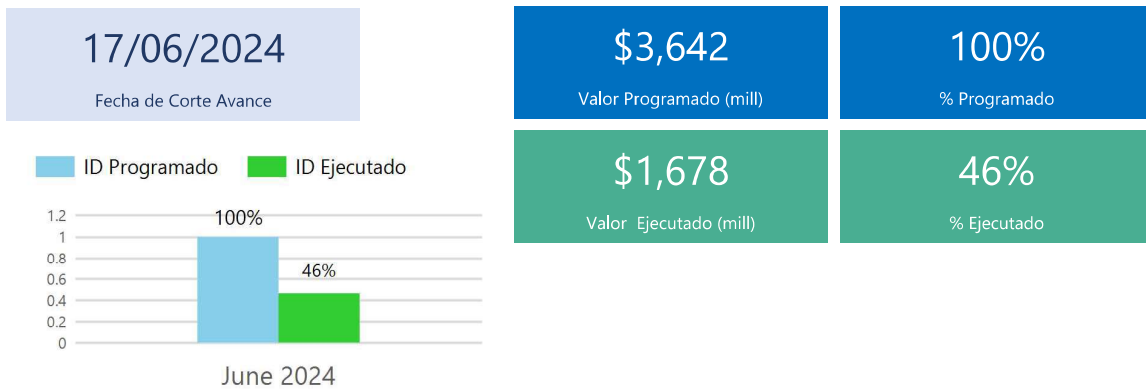 17/06/2024
Fecha de Corte Avance
$3,642
Valor Programado (mill)
100%
% Programado
$1,678
Valor Ejecutado (mill)
46%
% Ejecutado
ID Programado
ID Ejecutado
1.2
1
0.8
0.6
0.4
0.2
0
100%
46%
June 2024